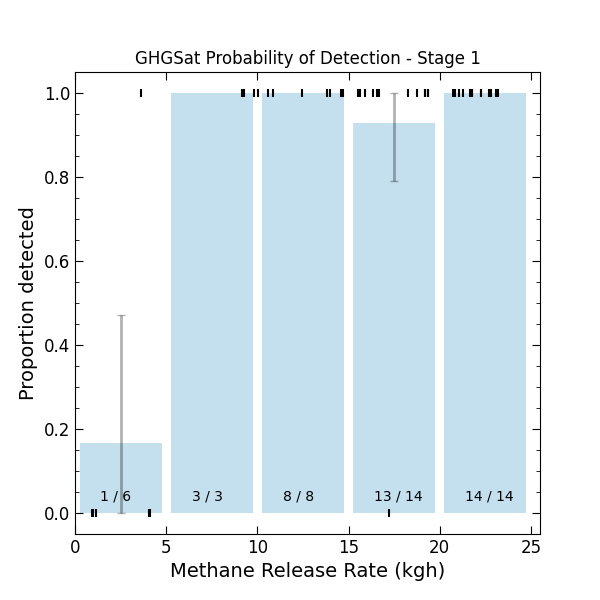 GHGSat Probability of Detection - Stage 1
Proportion detected
1.0
0.8
0.6
0.4
0.2
0.0
1 / 6
3 / 3
8 / 8
13 / 14
14 / 14
0
5
10
15
20
25
Methane Release Rate (kgh)